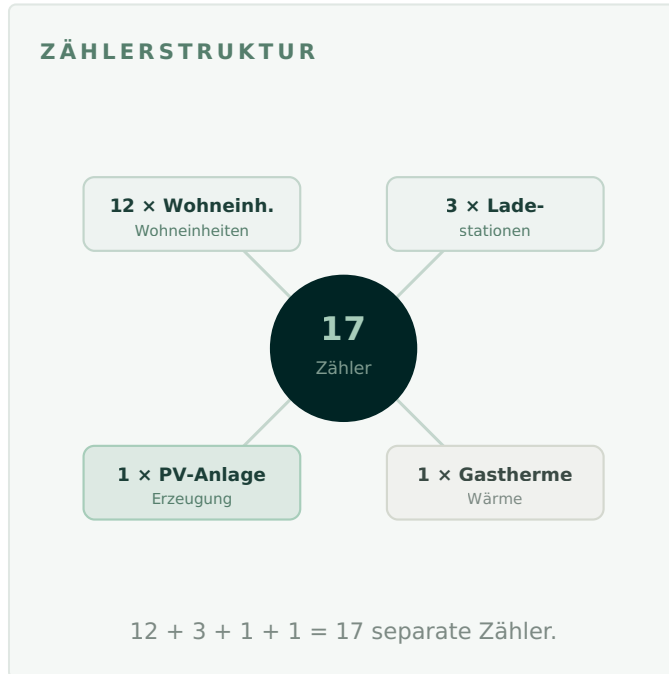 ZÄHLERSTRUKTUR
12 × Wohneinh.
Wohneinheiten
3 × Lade-
stationen
17
Zähler
1 × PV-Anlage
Erzeugung
1 × Gastherme
Wärme
12 + 3 + 1 + 1 = 17 separate Zähler.